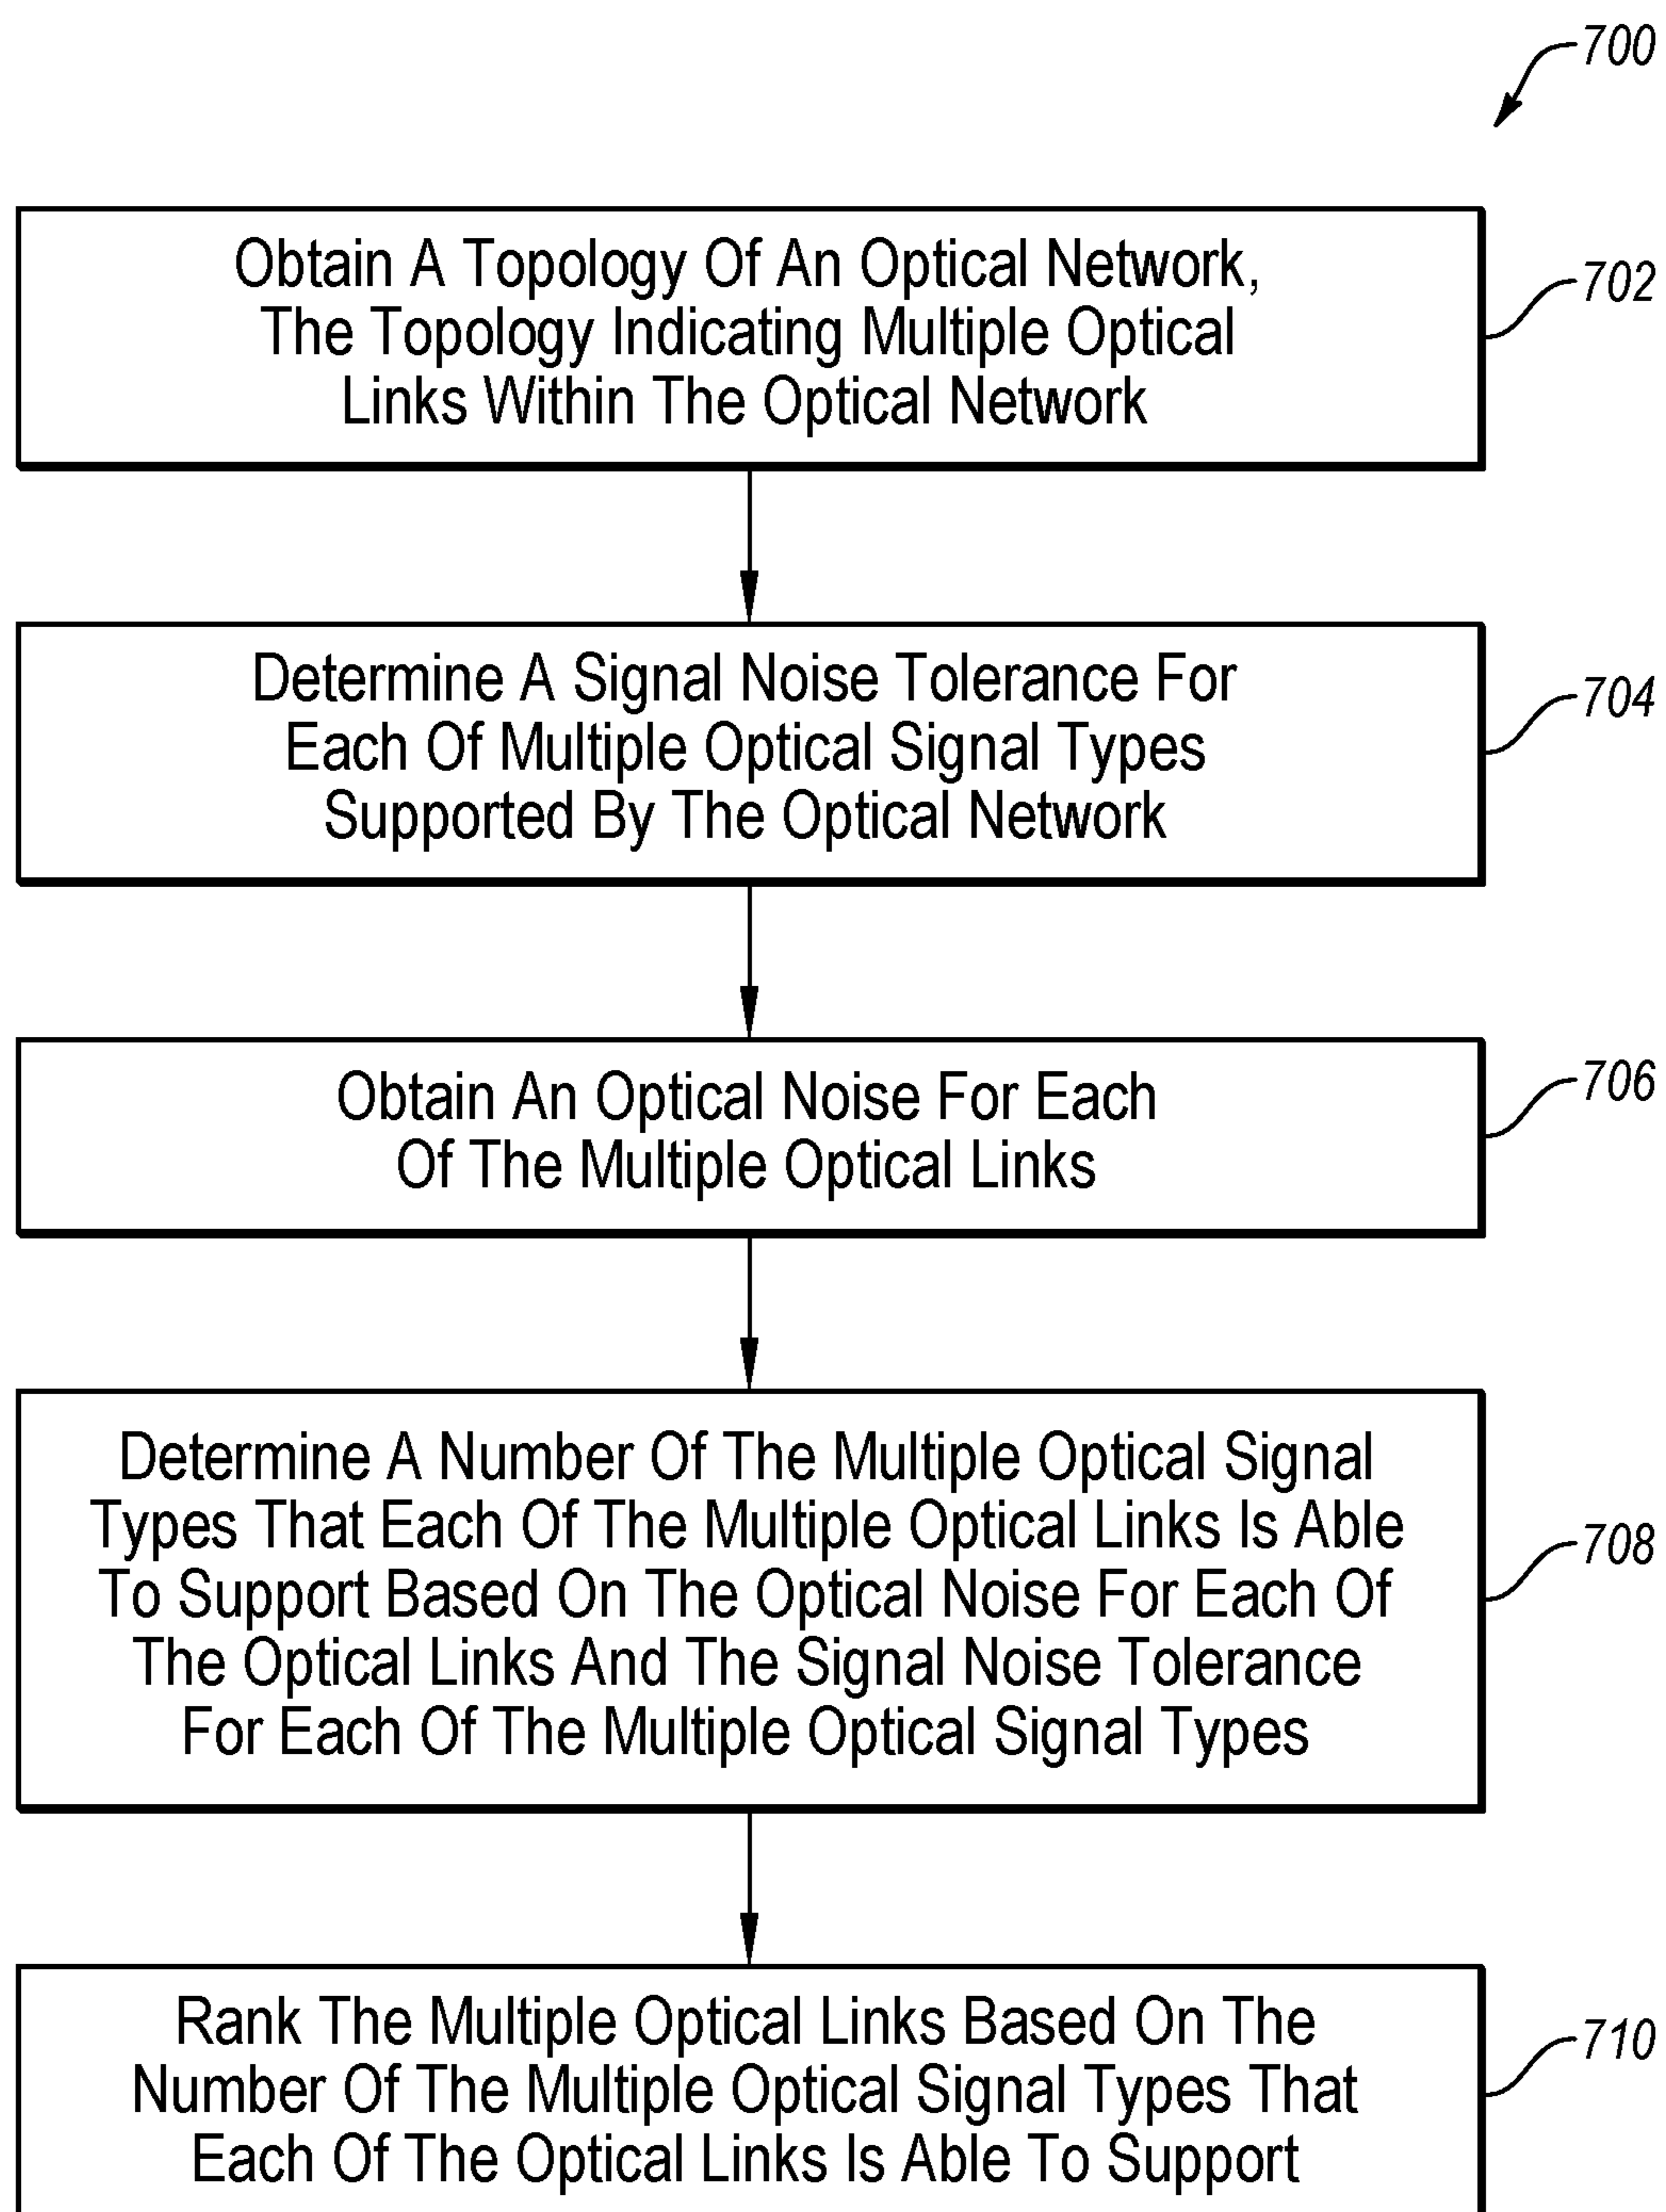 700
Obtain A Topology Of An Optical Network,
The Topology Indicating Multiple Optical
Links Within The Optical Network
702
Determine A Signal Noise Tolerance For
Each Of Multiple Optical Signal Types
Supported By The Optical Network
704
Obtain An Optical Noise For Each
Of The Multiple Optical Links
706
Determine A Number Of The Multiple Optical Signal
Types That Each Of The Multiple Optical Links Is Able
To Support Based On The Optical Noise For Each Of
The Optical Links And The Signal Noise Tolerance
For Each Of The Multiple Optical Signal Types
708
Rank The Multiple Optical Links Based On The
Number Of The Multiple Optical Signal Types That
Each Of The Optical Links Is Able To Support
710